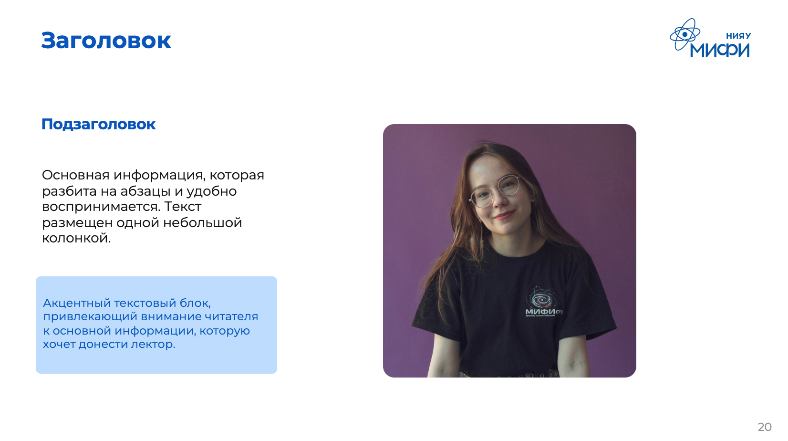 Заголовок
НИЯУ
МИФИ
Подзаголовок
Основная информация, которая
разбита на абзацы и удобно
воспринимается. Текст
размещен одной небольшой
колонкой.
Акцентный текстовый блок,
привлекающий внимание читателя
к основной информации, которую
хочет донести лектор.
МИФИ
20